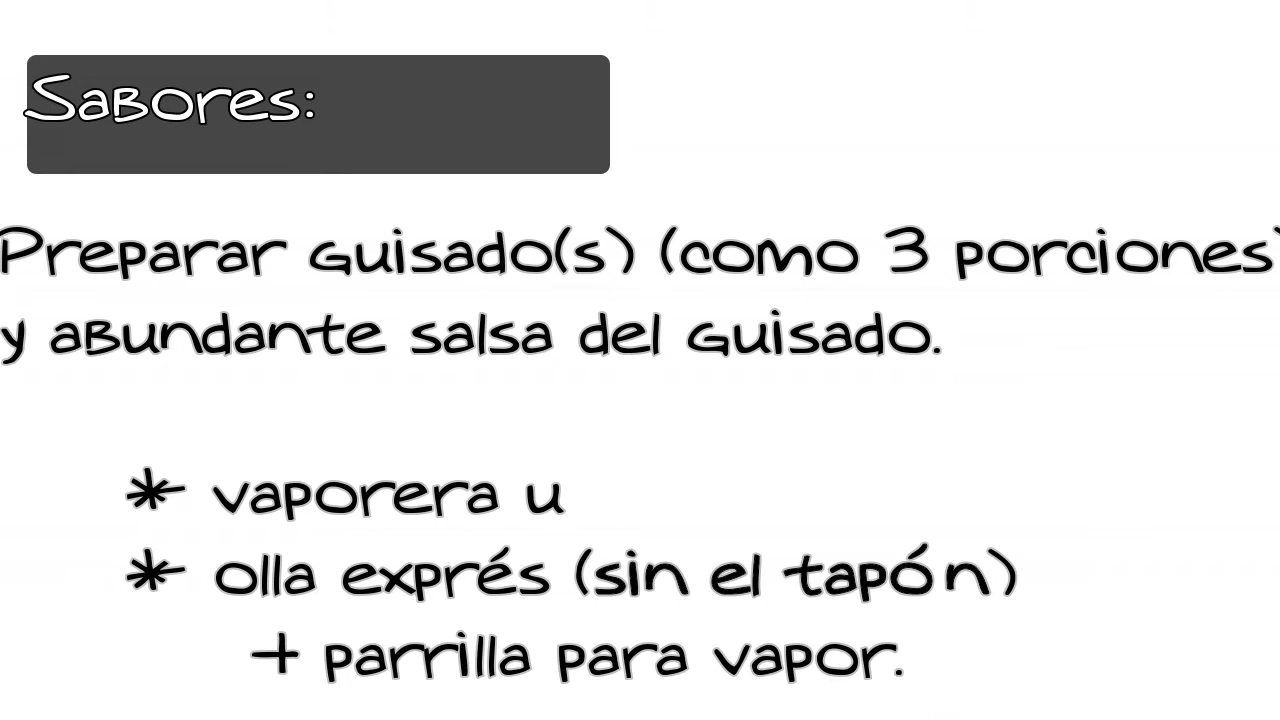 Sabores:
Preparar guisado(s) (como 3 porciones)
y abundante salsa del guisado.
* vaporera u
* olla exprés (sin el tapón)
+ parrilla para vapor.